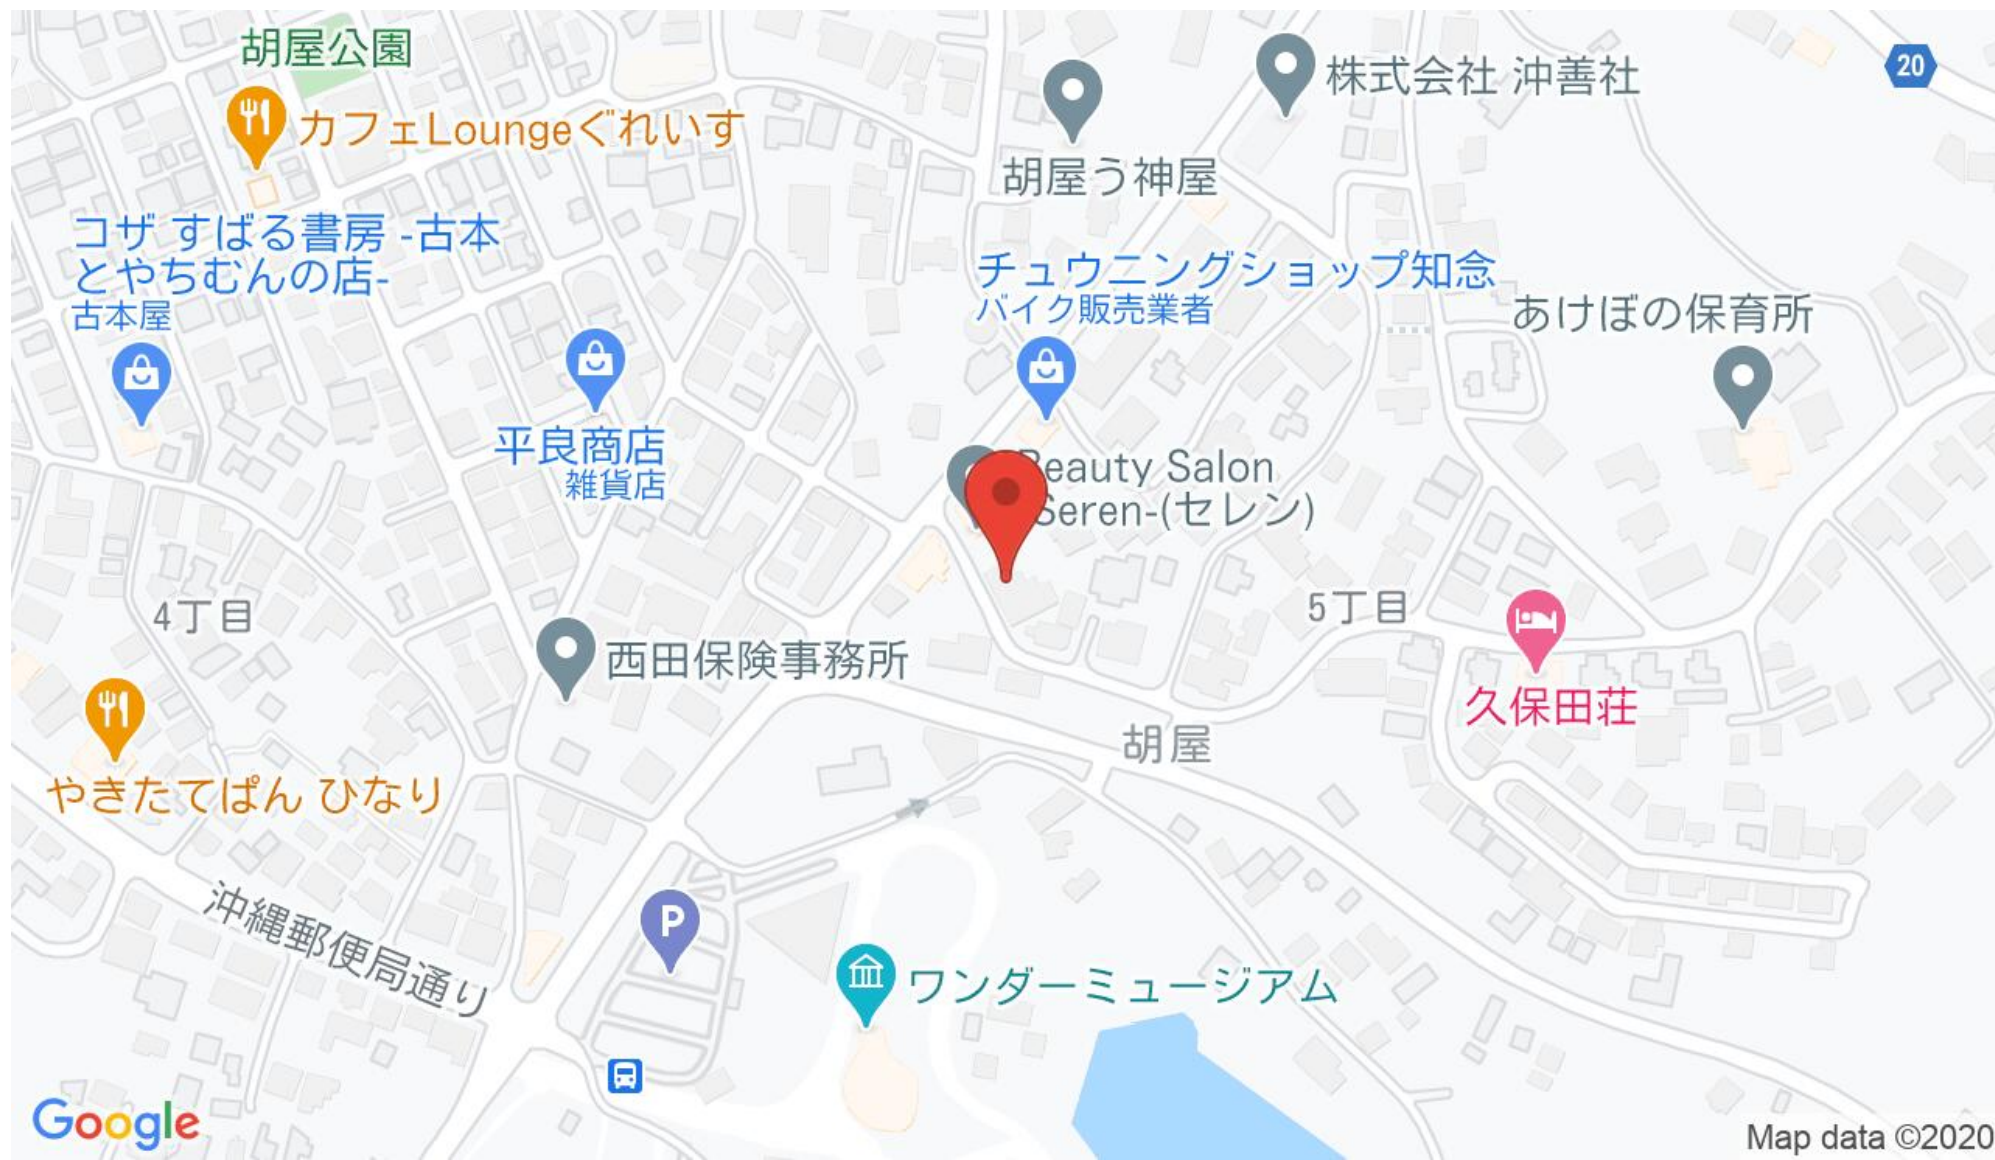 胡屋公園
カフェLoungeぐれいす
株式会社 沖善社
20
胡屋う神屋
コザ すばる書房 -古本
とやちむんの店-
古本屋
チュウニングショップ知念
バイク販売業者
あけぼの保育所
平良商店
雑貨店
Beauty Salon
Seren-(セレン)
4丁目
5丁目
西田保険事務所
久保田荘
胡屋
やきたてぱん ひなり
沖縄郵便局通り
P
ワンダーミュージアム
Google
Map data ©2020